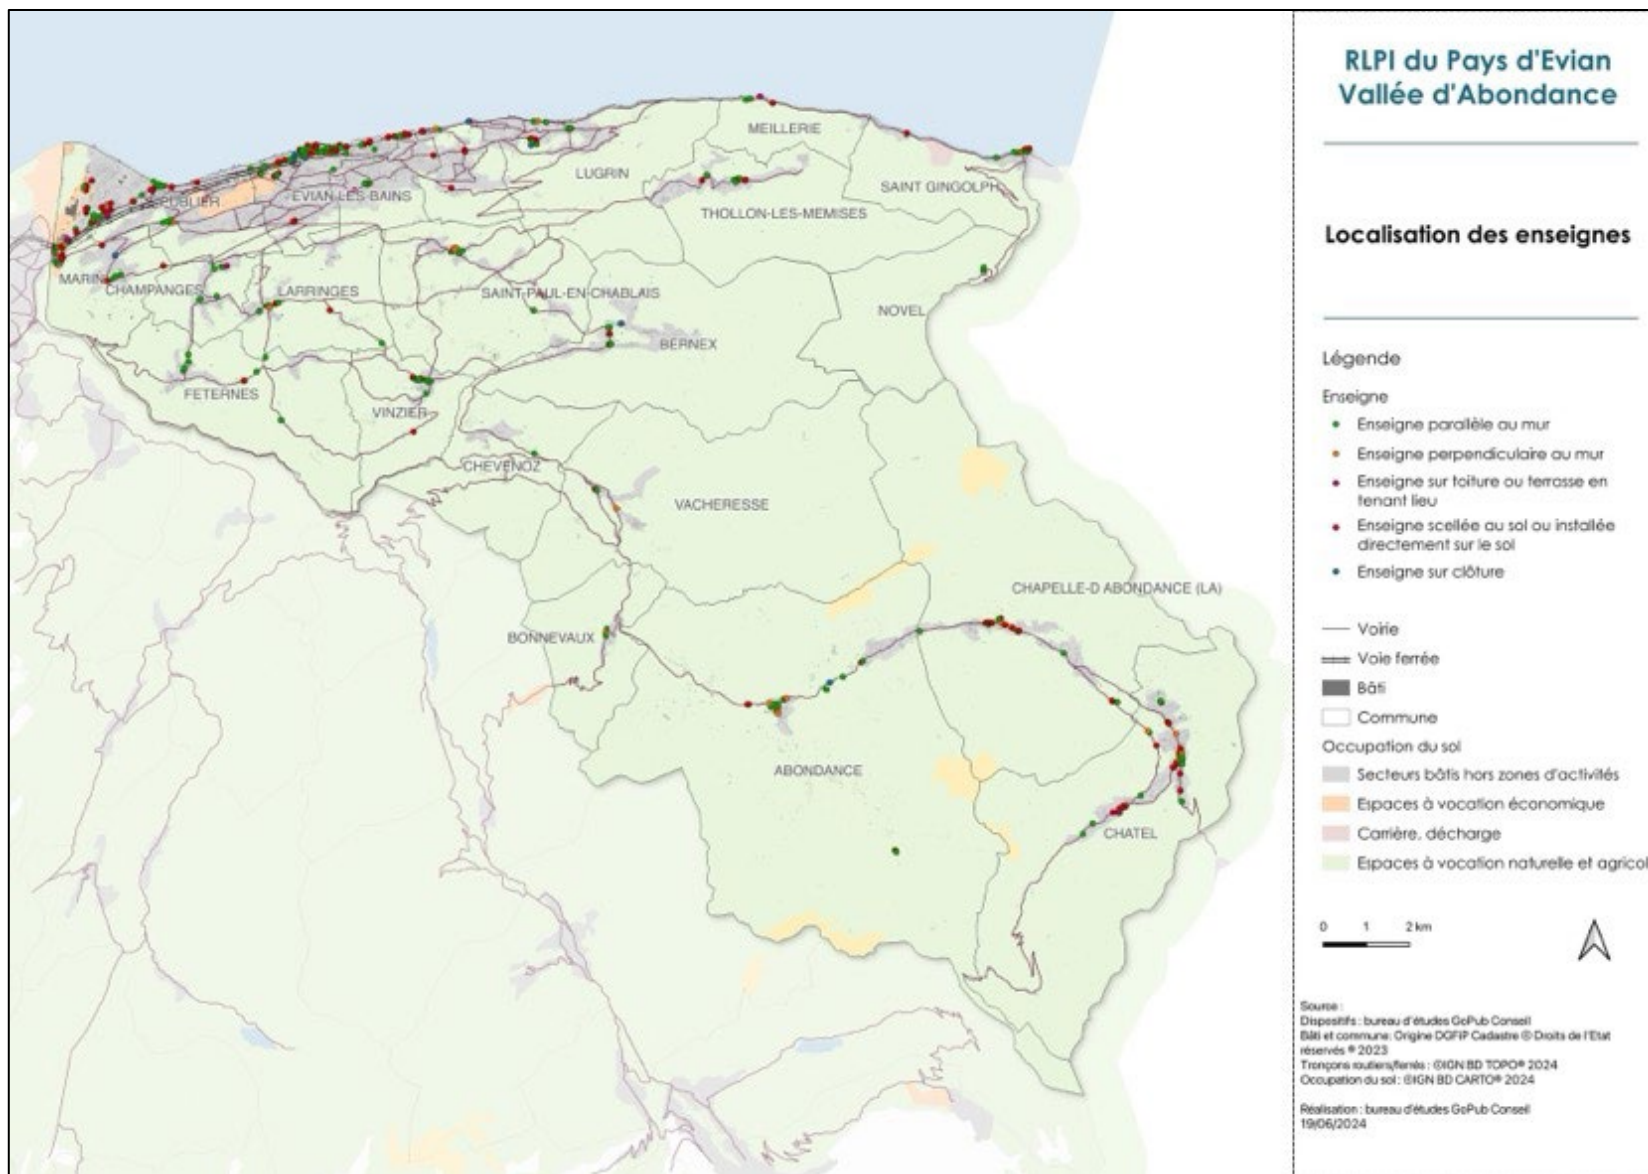 RLPI du Pays d'Evian
Vallée d'Abondance
Localisation des enseignes
Légende
Enseigne
Enseigne parallèle au mur
Enseigne perpendiculaire au mur
Enseigne sur toiture ou terrasse en
tenant lieu
Enseigne scellée au sol ou installée
directement sur le sol
Enseigne sur clôture
Voirie
Voie ferrée
Bâti
Commune
Occupation du sol
Secteurs bâtis hors zones d'activités
Espaces à vocation économique
Carrière, décharge
Espaces à vocation naturelle et agricol
0 1 2 km
Source :
Dispositifs : bureau d'études GoPub Conseil
Bâti et commune: Origine DGFiP Cadastre © Droits de l'Etat
réservés ® 2023
Tronçons routiers/ferrés : ©IGN BD TOPO® 2024
Occupation du sol : ©IGN BD CARTO® 2024
Réalisation : bureau d'études GoPub Conseil
19/06/2024
MEILLERIE
LUGRIN
SAINT GINGOLPH
EVIAN-LES-BAINS
PUBLIER
THOLLON-LES-MEMISES
MARIN
CHAMPANGES
LARRINGES
SAINT-PAUL-EN-CHABLAIS
NOVEL
BERNEX
FETERNES
VINZIER
CHEVENOZ
VACHERESSE
CHAPELLE-D ABONDANCE (LA)
BONNEVAUX
ABONDANCE
CHATEL